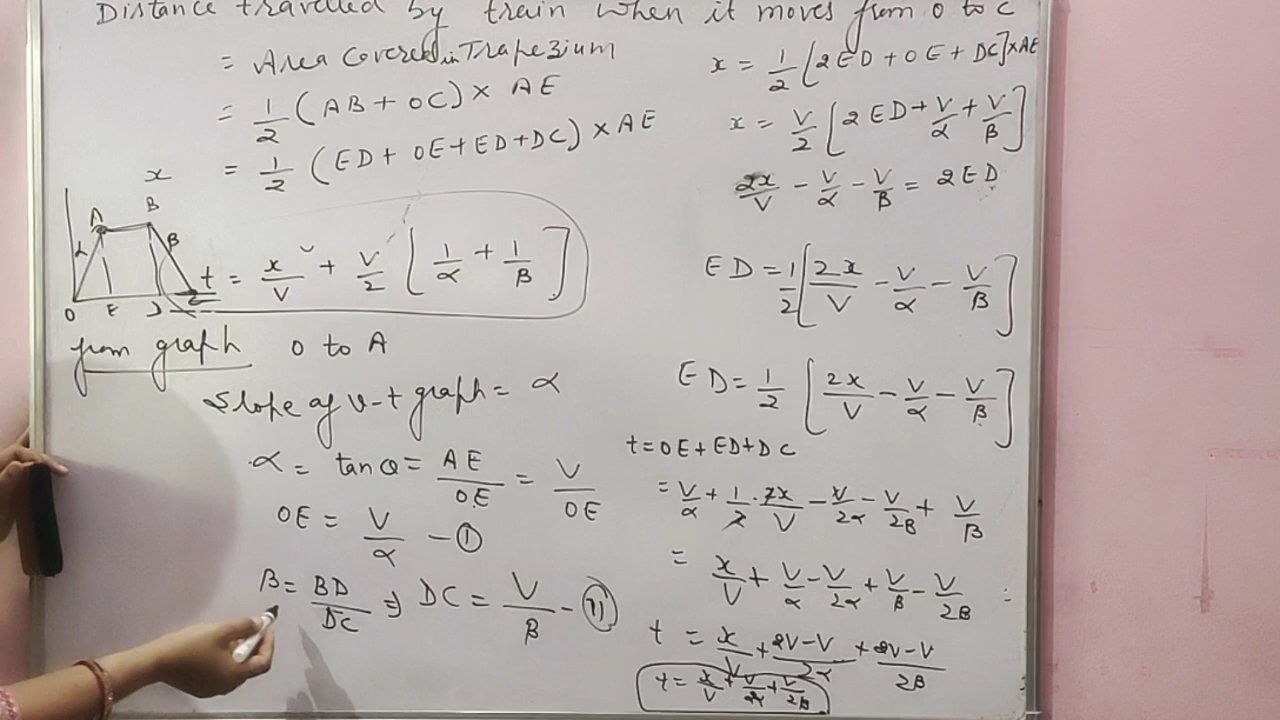 Distance travelled by train when it moves from O to C
= Area Covered in Trapezium
= 1/2 (AB + OC) × AE
x = 1/2 (ED + OE + ED + DC) × AE
A B
α β
O E D C
t = x/V + V/2 [1/α + 1/β]
from graph O to A
Slope of v-t graph = α
α = tan θ = AE/OE = V/OE
OE = V/α — ①
β = BD/DC ⇒ DC = V/β — ⑪
x = 1/2 [2ED + OE + DC] × AE
x = V/2 [2ED + V/α + V/β]
2x/V - V/α - V/β = 2ED
ED = 1/2 [2x/V - V/α - V/β]
ED = 1/2 [2x/V - V/α - V/β]
t = OE + ED + DC
= V/α + 1/2 · 2x/V - V/2α - V/2β + V/β
= x/V + V/α - V/2α + V/β - V/2β
t = x/V + 2V-V/2α + 2V-V/2β
t = x/V + V/2α + V/2β